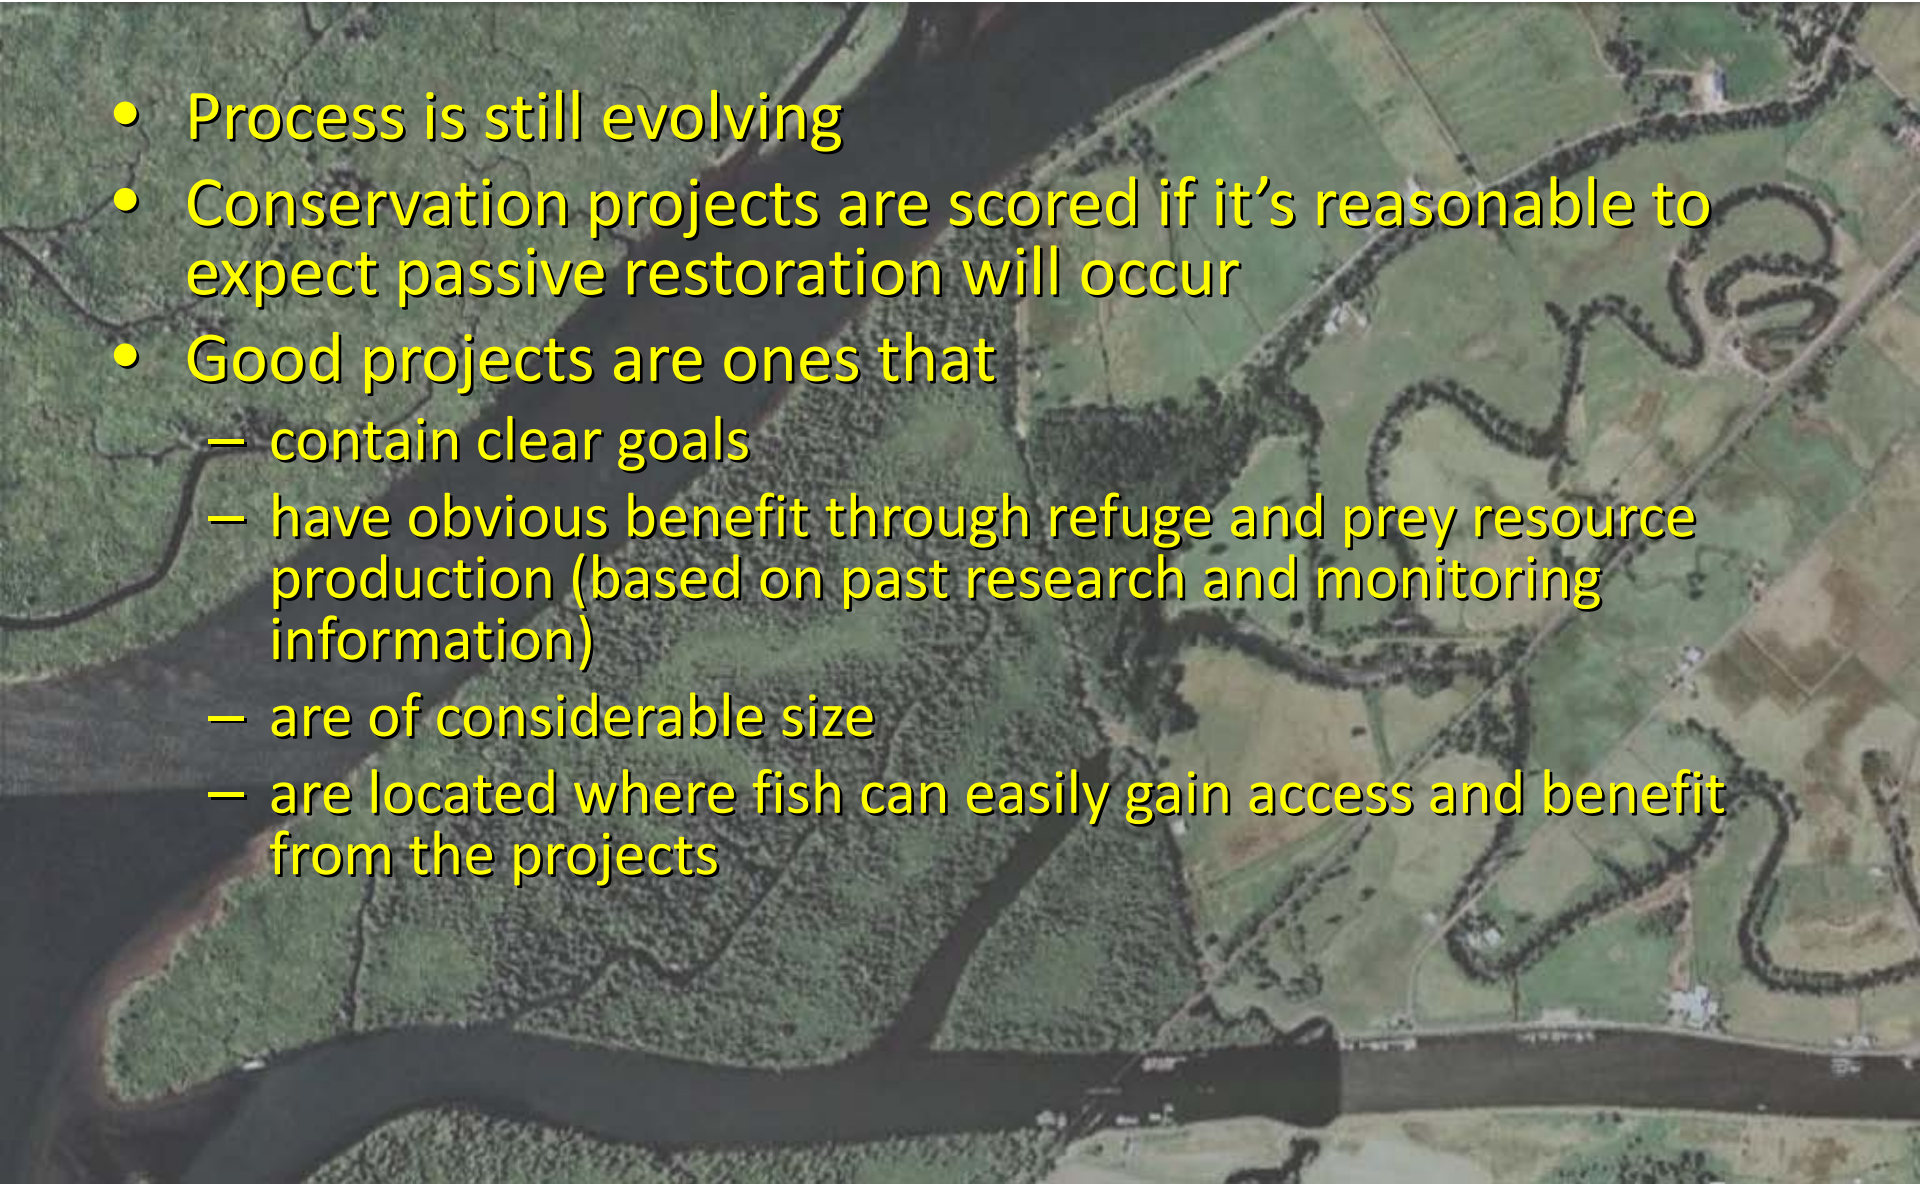 • Process is still evolving
• Conservation projects are scored if it’s reasonable to
expect passive restoration will occur
• Good projects are ones that
– contain clear goals
– have obvious benefit through refuge and prey resource
production (based on past research and monitoring
information)
– are of considerable size
– are located where fish can easily gain access and benefit
from the projects